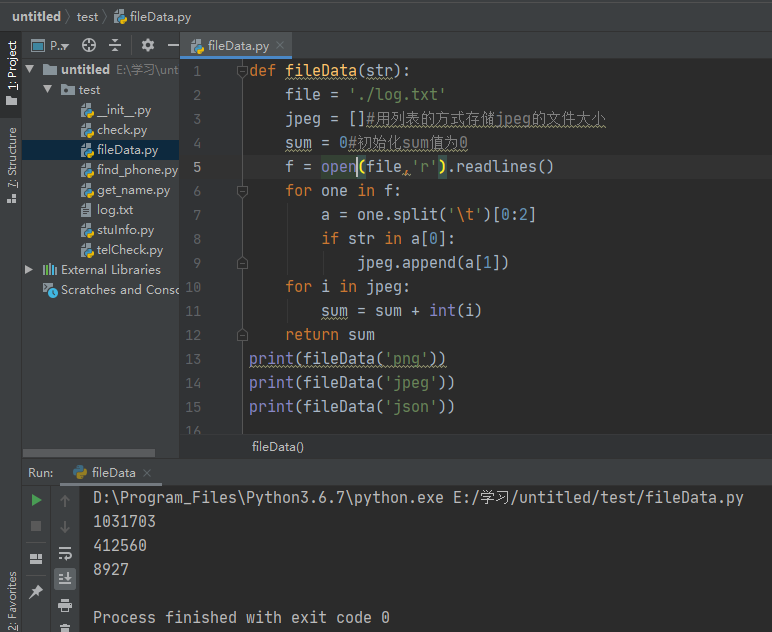 untitled test fileData.py
1: Project
P..
fileData.py
untitled E:\学习\unt
test
__init__.py
check.py
fileData.py
find_phone.py
get_name.py
log.txt
stuInfo.py
telCheck.py
External Libraries
Scratches and Conso
7: Structure
2: Favorites
1 def fileData(str):
2 file = './log.txt'
3 jpeg = []#用列表的方式存储jpeg的文件大小
4 sum = 0#初始化sum值为0
5 f = open(file,'r').readlines()
6 for one in f:
7 a = one.split('\t')[0:2]
8 if str in a[0]:
9 jpeg.append(a[1])
10 for i in jpeg:
11 sum = sum + int(i)
12 return sum
13 print(fileData('png'))
14 print(fileData('jpeg'))
15 print(fileData('json'))
16
fileData()
Run: fileData
D:\Program_Files\Python3.6.7\python.exe E:/学习/untitled/test/fileData.py
1031703
412560
8927
Process finished with exit code 0